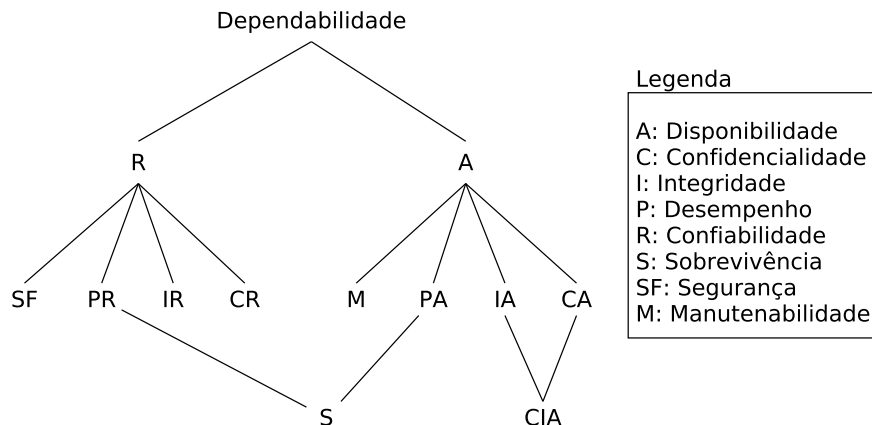 Dependabilidade
R A
SF PR IR CR M PA IA CA
S CIA
Legenda
A: Disponibilidade
C: Confidencialidade
I: Integridade
P: Desempenho
R: Confiabilidade
S: Sobrevivência
SF: Segurança
M: Manutenabilidade